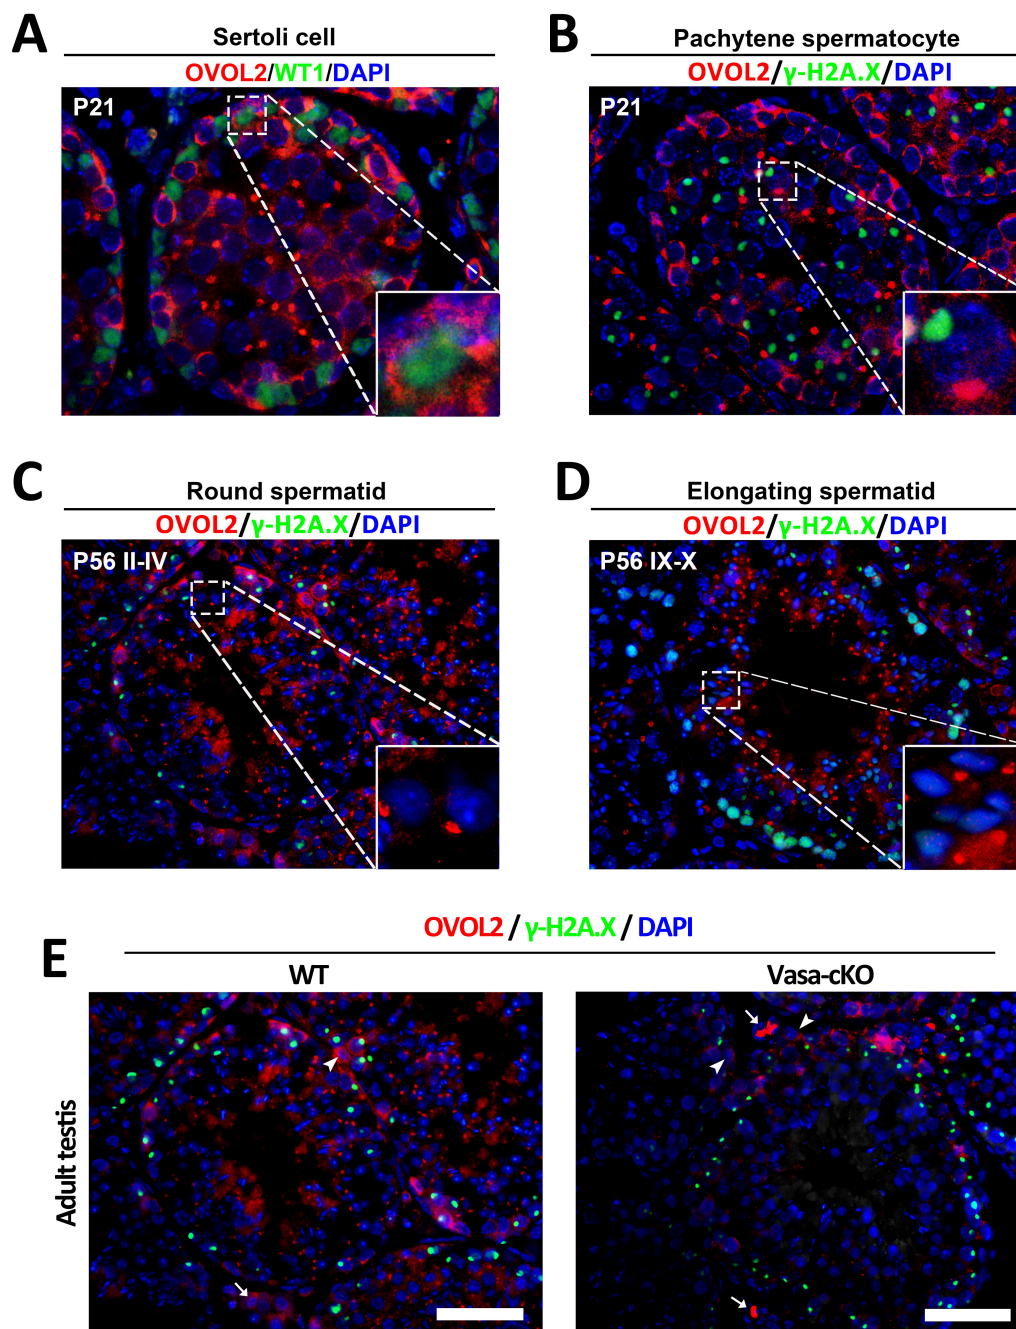 A
Sertoli cell
OVOL2/WT1/DAPI
P21
B
Pachytene spermatocyte
OVOL2/γ-H2A.X/DAPI
P21
C
Round spermatid
OVOL2/γ-H2A.X/DAPI
P56 II-IV
D
Elongating spermatid
OVOL2/γ-H2A.X/DAPI
P56 IX-X
OVOL2 / γ-H2A.X / DAPI
E
WT
Vasa-cKO
Adult testis